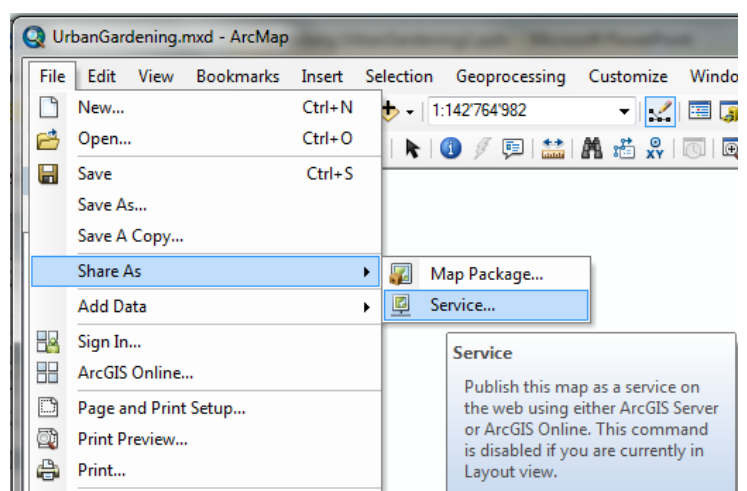 UrbanGardening.mxd - ArcMap
File Edit View Bookmarks Insert Selection Geoprocessing Customize Windo
New... Ctrl+N
1:142'764'982
Open... Ctrl+O
XY
Save Ctrl+S
Save As...
Save A Copy...
Share As
Map Package...
Add Data
Service...
Sign In...
Service
ArcGIS Online...
Publish this map as a service on
Page and Print Setup...
the web using either ArcGIS Server
or ArcGIS Online. This command
Print Preview...
is disabled if you are currently in
Print...
Layout view.